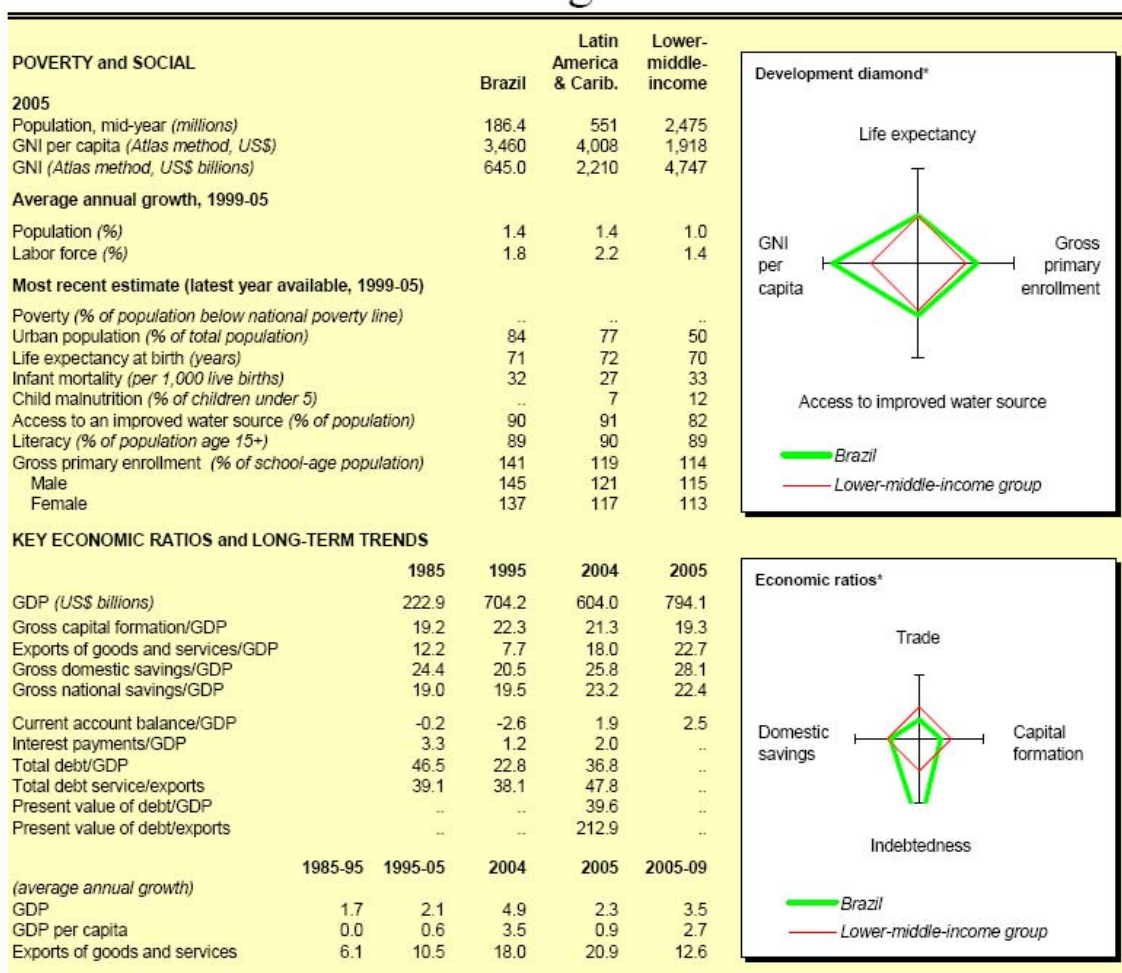 POVERTY and SOCIAL
Brazil
Latin America & Carib.
Lower-middle-income
2005
Population, mid-year (millions) 186.4 551 2,475
GNI per capita (Atlas method, US$) 3,460 4,008 1,918
GNI (Atlas method, US$ billions) 645.0 2,210 4,747
Average annual growth, 1999-05
Population (%) 1.4 1.4 1.0
Labor force (%) 1.8 2.2 1.4
Most recent estimate (latest year available, 1999-05)
Poverty (% of population below national poverty line) .. .. ..
Urban population (% of total population) 84 77 50
Life expectancy at birth (years) 71 72 70
Infant mortality (per 1,000 live births) 32 27 33
Child malnutrition (% of children under 5) .. 7 12
Access to an improved water source (% of population) 90 91 82
Literacy (% of population age 15+) 89 90 89
Gross primary enrollment (% of school-age population) 141 119 114
Male 145 121 115
Female 137 117 113
Development diamond*
Life expectancy
GNI
per
capita
Gross
primary
enrollment
Access to improved water source
Brazil
Lower-middle-income group
KEY ECONOMIC RATIOS and LONG-TERM TRENDS
1985 1995 2004 2005
GDP (US$ billions) 222.9 704.2 604.0 794.1
Gross capital formation/GDP 19.2 22.3 21.3 19.3
Exports of goods and services/GDP 12.2 7.7 18.0 22.7
Gross domestic savings/GDP 24.4 20.5 25.8 28.1
Gross national savings/GDP 19.0 19.5 23.2 22.4
Current account balance/GDP -0.2 -2.6 1.9 2.5
Interest payments/GDP 3.3 1.2 2.0 ..
Total debt/GDP 46.5 22.8 36.8 ..
Total debt service/exports 39.1 38.1 47.8 ..
Present value of debt/GDP .. .. 39.6 ..
Present value of debt/exports .. .. 212.9 ..
1985-95 1995-05 2004 2005 2005-09
(average annual growth)
GDP 1.7 2.1 4.9 2.3 3.5
GDP per capita 0.0 0.6 3.5 0.9 2.7
Exports of goods and services 6.1 10.5 18.0 20.9 12.6
Economic ratios*
Trade
Domestic
savings
Capital
formation
Indebtedness
Brazil
Lower-middle-income group